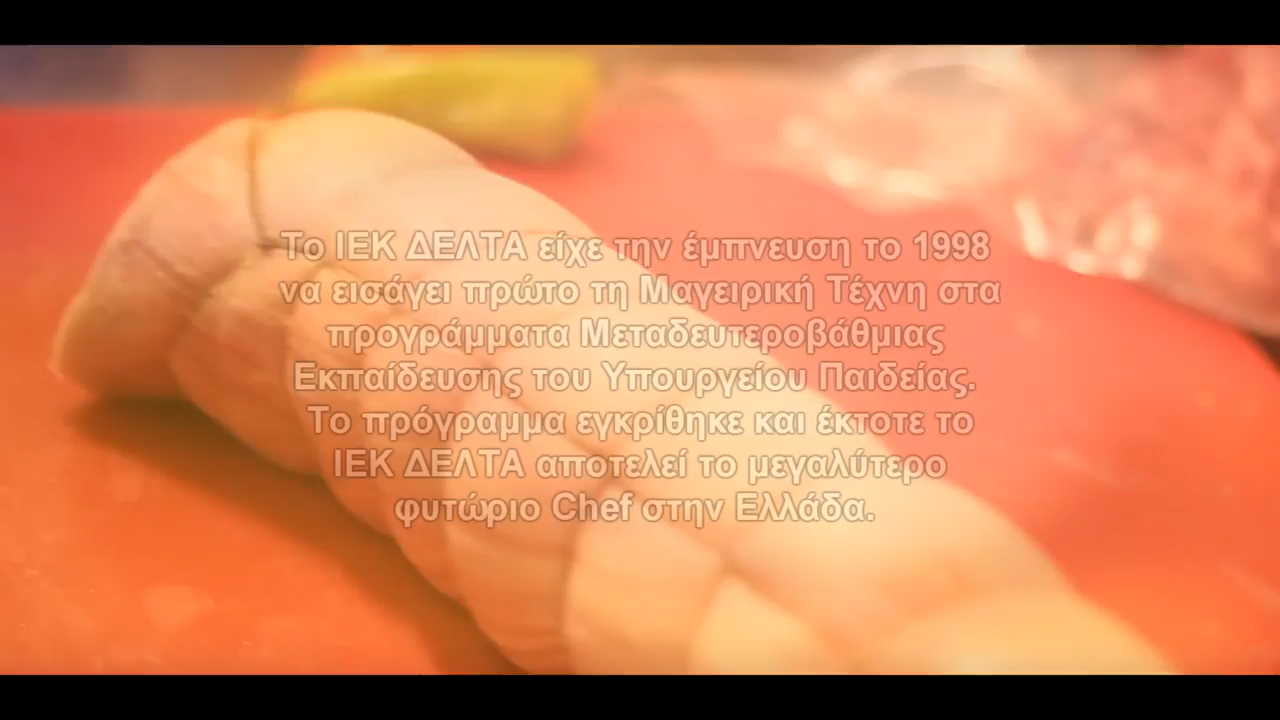 Το ΙΕΚ ΔΕΛΤΑ είχε την έμπνευση το 1998
να εισάγει πρώτο τη Μαγειρική Τέχνη στα
προγράμματα Μεταδευτεροβάθμιας
Εκπαίδευσης του Υπουργείου Παιδείας.
Το πρόγραμμα εγκρίθηκε και έκτοτε το
ΙΕΚ ΔΕΛΤΑ αποτελεί το μεγαλύτερο
φυτώριο Chef στην Ελλάδα.